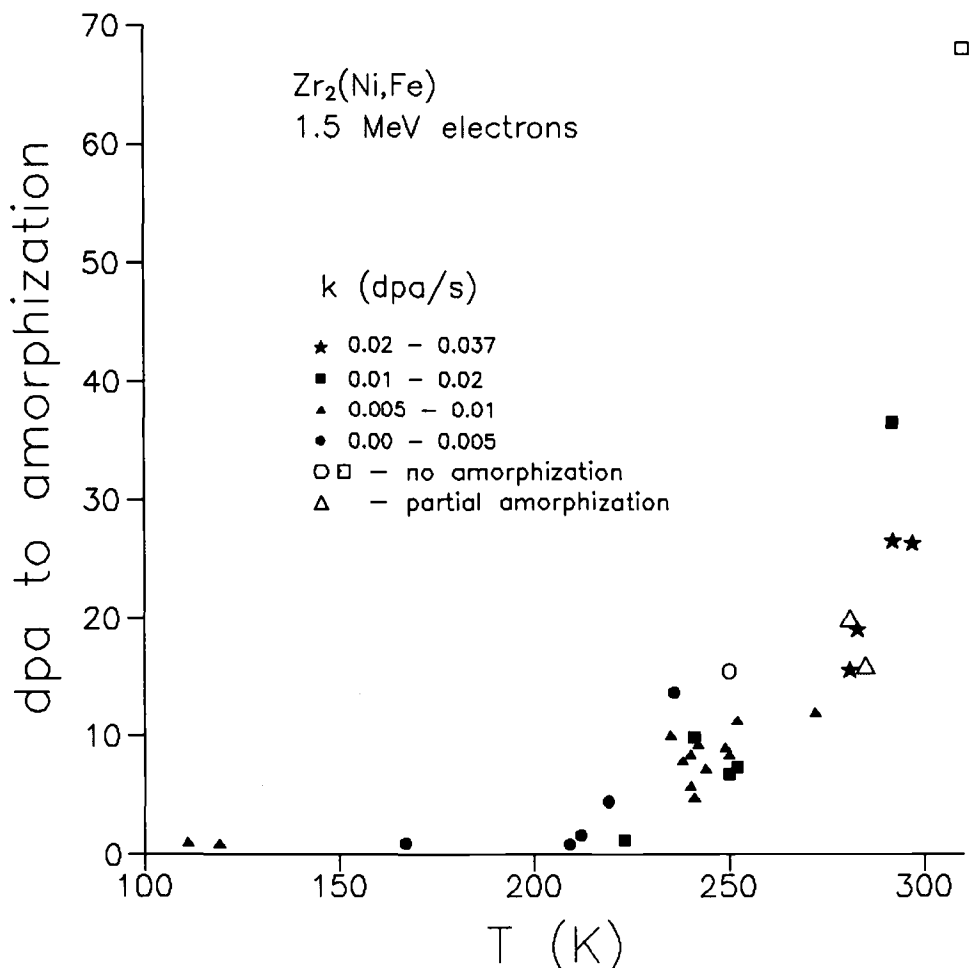 70
60
50
40
30
20
10
0
dpa to amorphization
Zr₂(Ni,Fe)
1.5 MeV electrons
k (dpa/s)
★ 0.02 – 0.037
■ 0.01 – 0.02
▲ 0.005 – 0.01
● 0.00 – 0.005
○ □ – no amorphization
△ – partial amorphization
100 150 200 250 300
T (K)